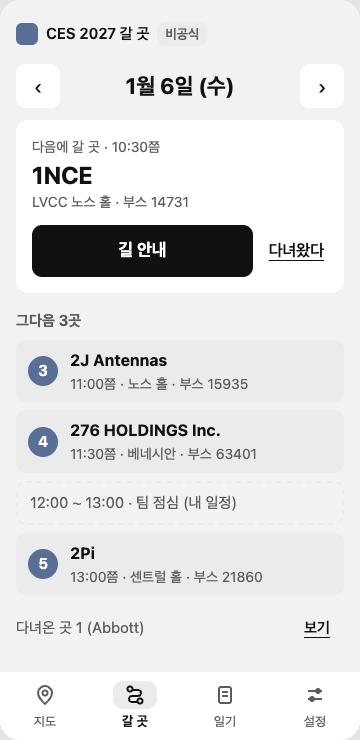 CES 2027 갈 곳 비공식
‹ 1월 6일 (수) ›
다음에 갈 곳 · 10:30쯤
1NCE
LVCC 노스 홀 · 부스 14731
길 안내 다녀왔다
그다음 3곳
3 2J Antennas
11:00쯤 · 노스 홀 · 부스 15935
4 276 HOLDINGS Inc.
11:30쯤 · 베네시안 · 부스 63401
12:00 ~ 13:00 · 팀 점심 (내 일정)
5 2Pi
13:00쯤 · 센트럴 홀 · 부스 21860
다녀온 곳 1 (Abbott) 보기
지도 갈 곳 일기 설정